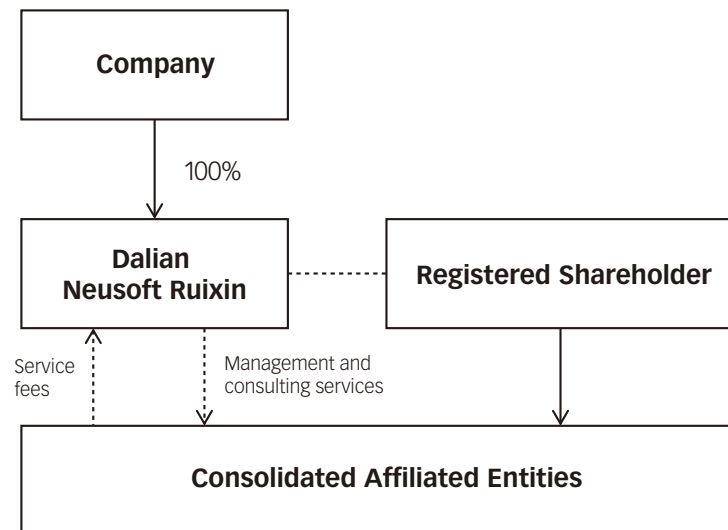 Company
100%
Dalian
Neusoft Ruixin
Registered Shareholder
Service
fees
Management and
consulting services
Consolidated Affiliated Entities